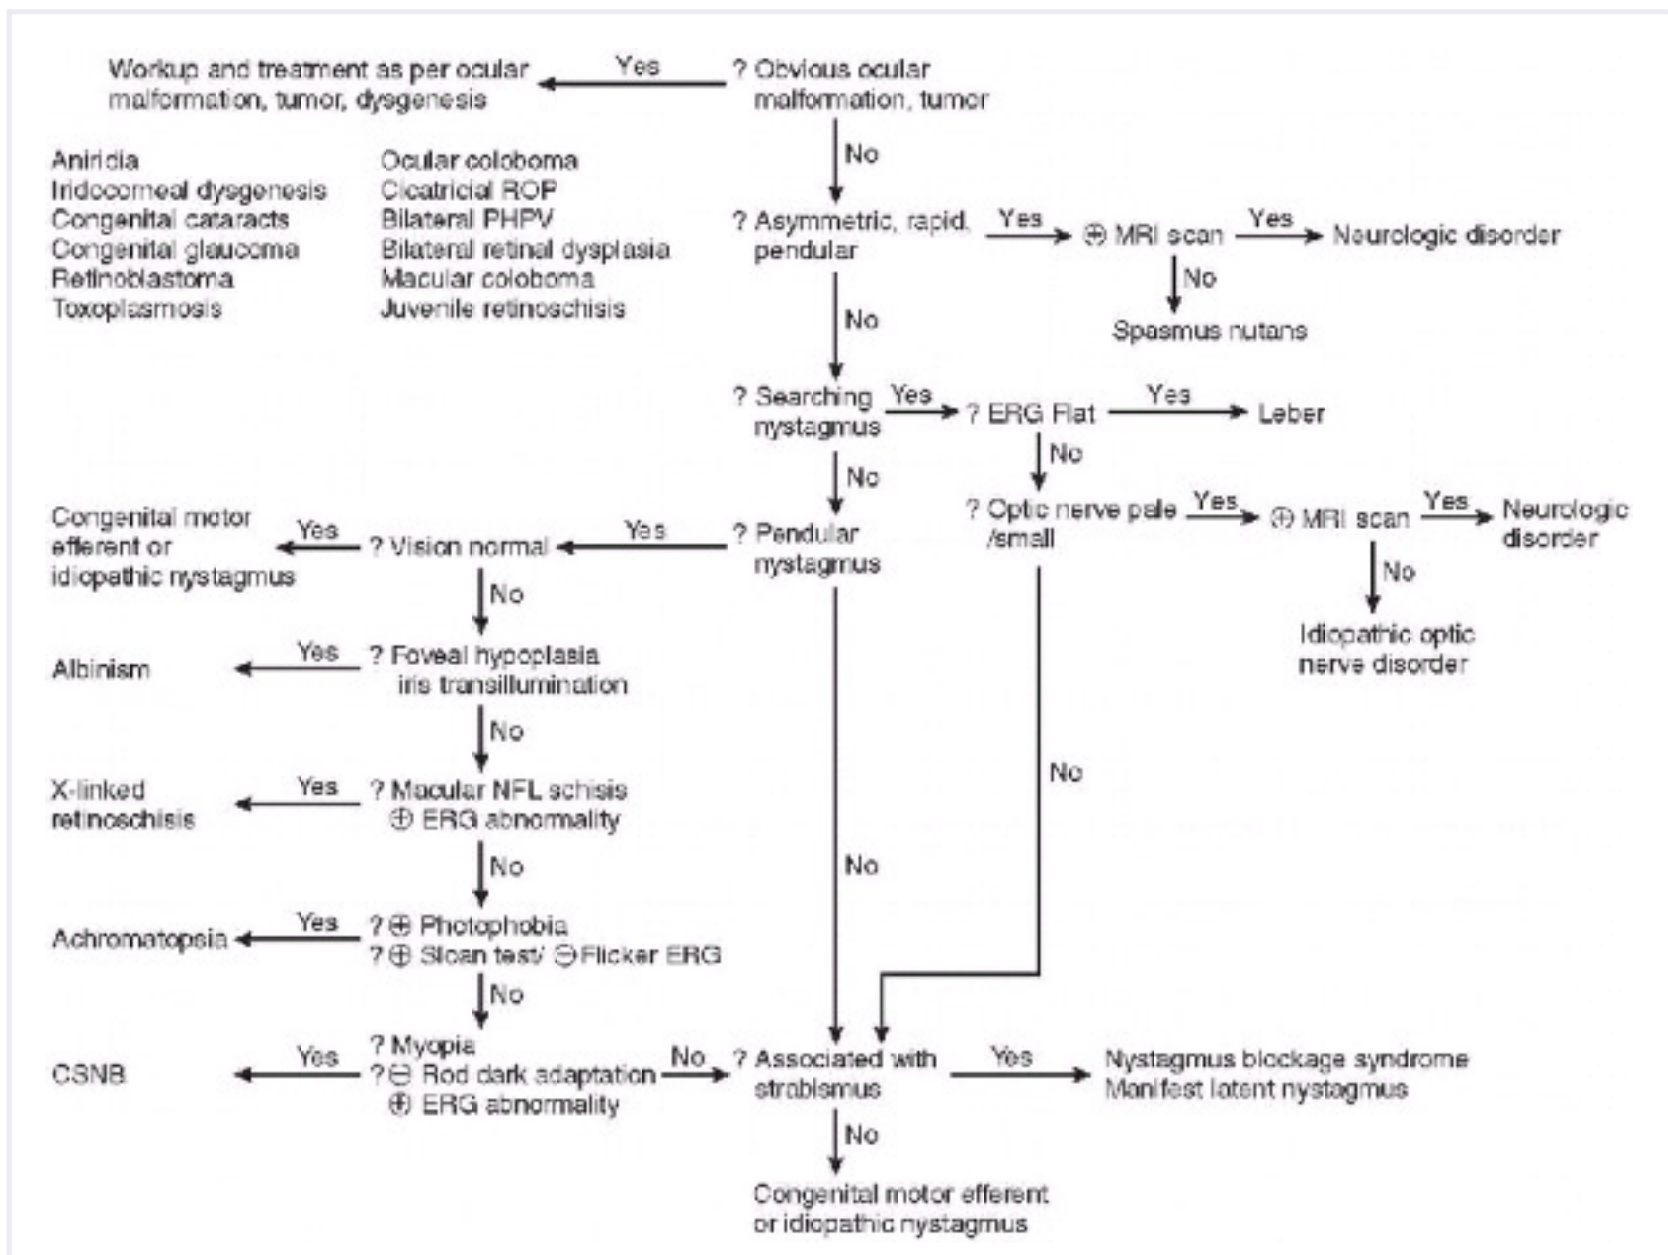 Workup and treatment as per ocular
malformation, tumor, dysgenesis
Yes
? Obvious ocular
malformation, tumor
No
Aniridia
Iridocorneal dysgenesis
Congenital cataracts
Congenital glaucoma
Retinoblastoma
Toxoplasmosis
Ocular coloboma
Cicatricial ROP
Bilateral PHPV
Bilateral retinal dysplasia
Macular coloboma
Juvenile retinoschisis
? Asymmetric, rapid,
pendular
Yes
⊕ MRI scan
Yes
Neurologic disorder
No
Spasmus nutans
No
? Searching
nystagmus
Yes
? ERG Flat
Yes
Leber
No
No
? Optic nerve pale
/small
Yes
⊕ MRI scan
Yes
Neurologic
disorder
No
Idiopathic optic
nerve disorder
No
? Pendular
nystagmus
Yes
? Vision normal
Yes
Congenital motor
efferent or
idiopathic nystagmus
No
? Foveal hypoplasia
iris transillumination
Yes
Albinism
No
? Macular NFL schisis
⊕ ERG abnormality
Yes
X-linked
retinoschisis
No
? ⊕ Photophobia
? ⊕ Sloan test/ ⊖ Flicker ERG
Yes
Achromatopsia
No
? Myopia
? ⊖ Rod dark adaptation
⊕ ERG abnormality
Yes
CSNB
No
No
? Associated with
strabismus
Yes
Nystagmus blockage syndrome
Manifest latent nystagmus
No
Congenital motor efferent
or idiopathic nystagmus